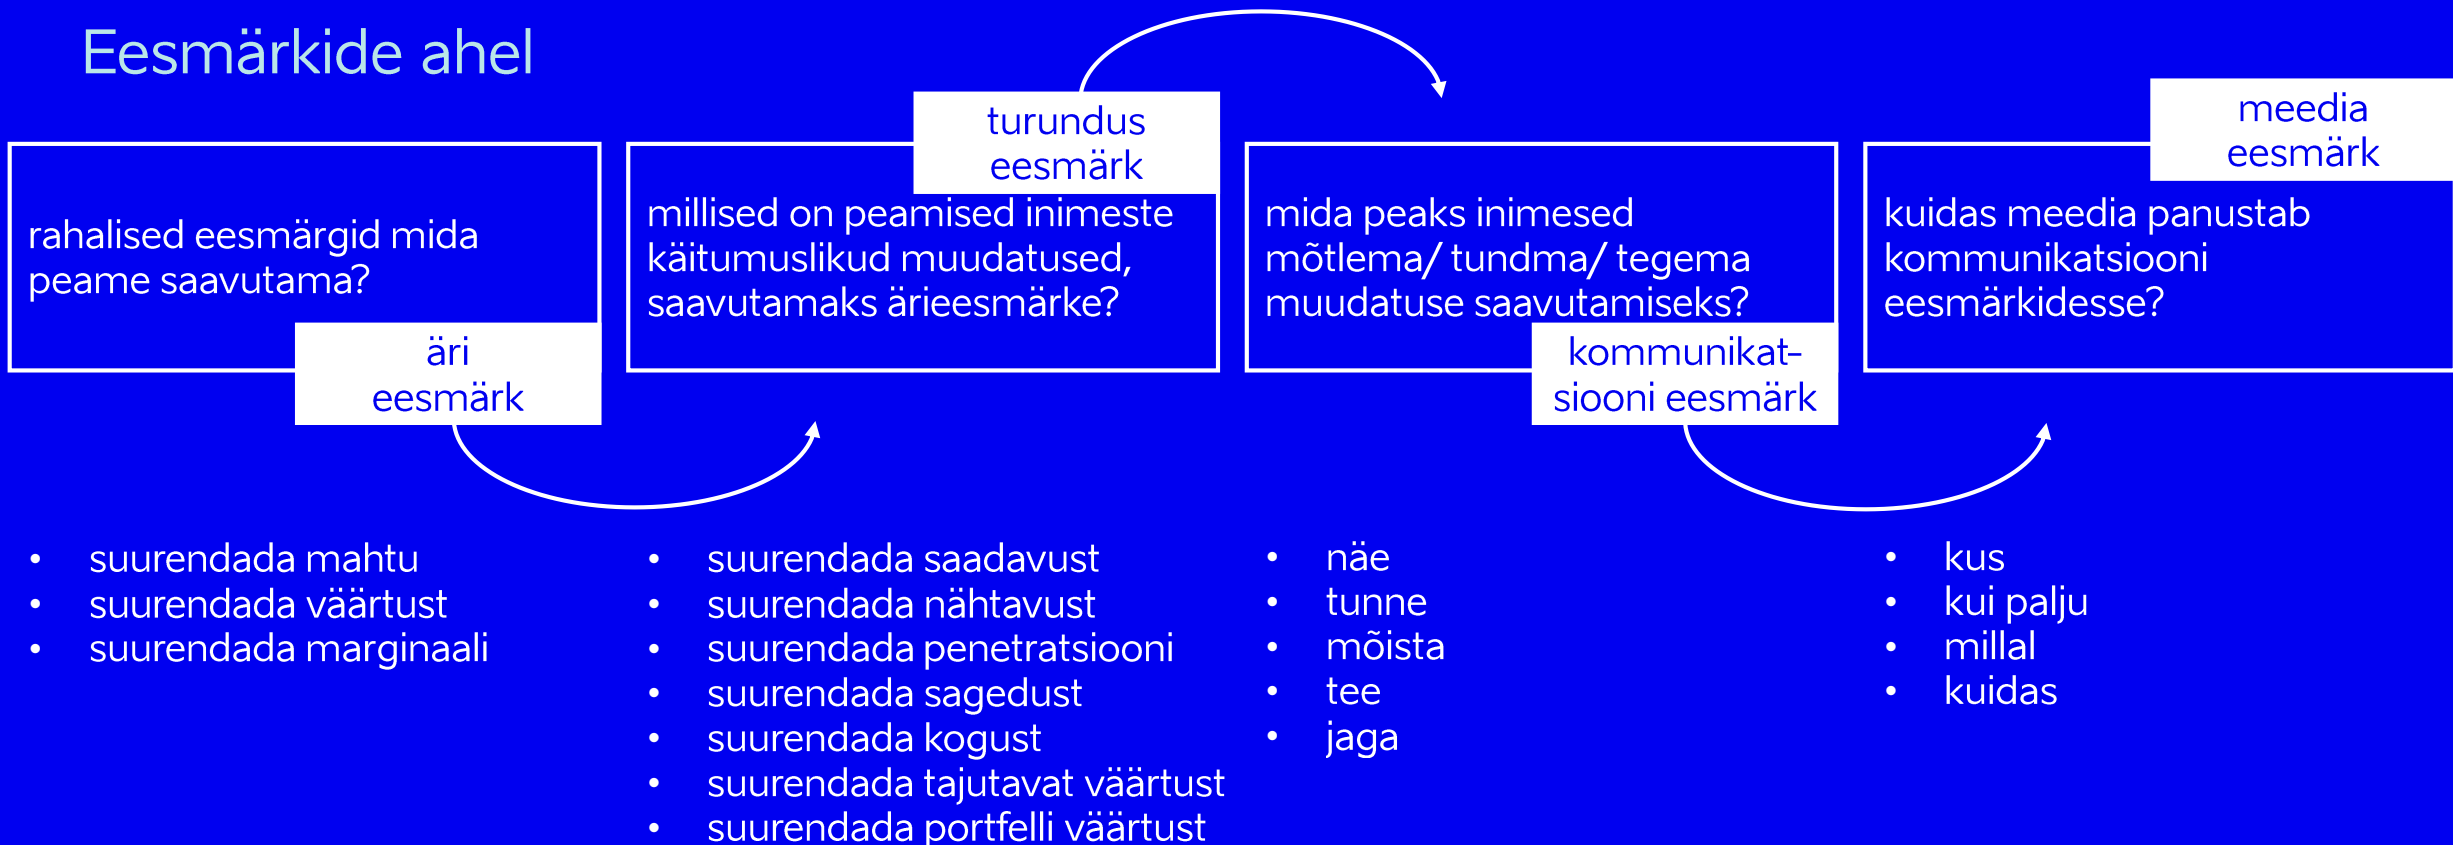 Eesmärkide ahel
rahalised eesmärgid mida
peame saavutama?
äri
eesmärk
• suurendada mahtu
• suurendada väärtust
• suurendada marginaali
turundus
eesmärk
millised on peamised inimeste
käitumuslikud muudatused,
saavutamaks ärieesmärke?
• suurendada saadavust
• suurendada nähtavust
• suurendada penetratsiooni
• suurendada sagedust
• suurendada kogust
• suurendada tajutavat väärtust
• suurendada portfelli väärtust
mida peaks inimesed
mõtlema/ tundma/ tegema
muudatuse saavutamiseks?
kommunikat-
siooni eesmärk
• näe
• tunne
• mõista
• tee
• jaga
meedia
eesmärk
kuidas meedia panustab
kommunikatsiooni
eesmärkidesse?
• kus
• kui palju
• millal
• kuidas